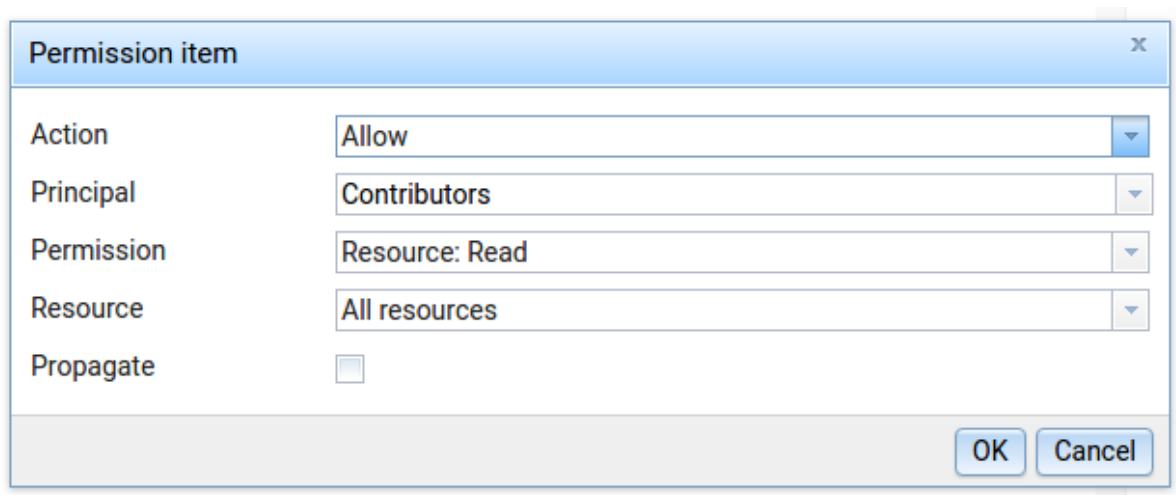 Permission item x
Action Allow
Principal Contributors
Permission Resource: Read
Resource All resources
Propagate
OK Cancel